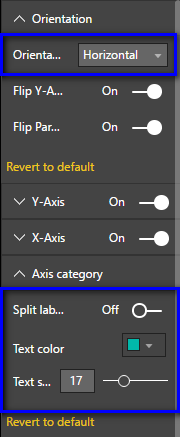 Orientation
Orienta... Horizontal
Flip Y-A... On
Flip Par... On
Revert to default
Y-Axis On
X-Axis On
Axis category
Split lab... Off
Text color
Text s... 17
Revert to default